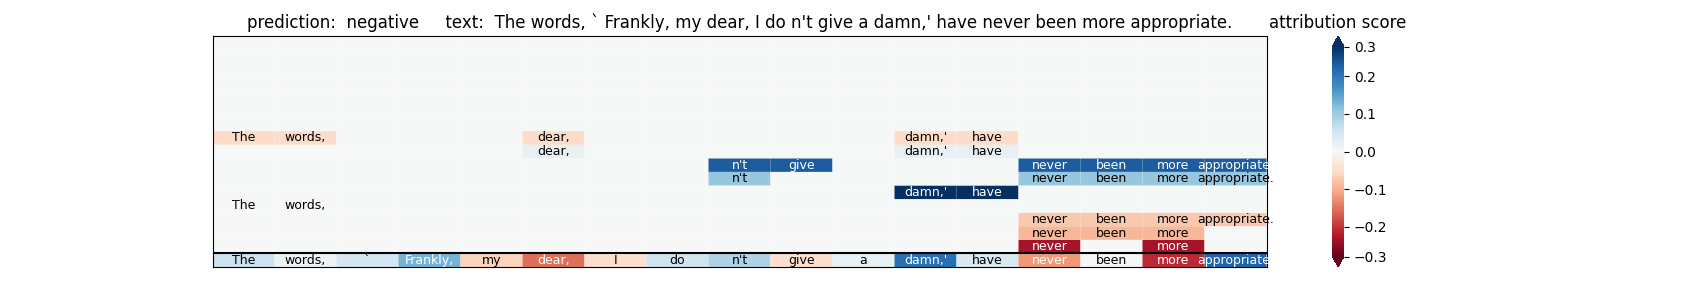 prediction:  negative     text:  The words, ` Frankly, my dear, I do n't give a damn,' have never been more appropriate.     attribution score
0.3
0.2
0.1
0.0
−0.1
−0.2
−0.3
The words, dear, damn,' have
dear, damn,' have
n't give never been more appropriate.
n't never been more appropriate.
damn,' have
The words,
never been more appropriate.
never been more
never more
The words, ` Frankly, my dear, I do n't give a damn,' have never been more appropriate